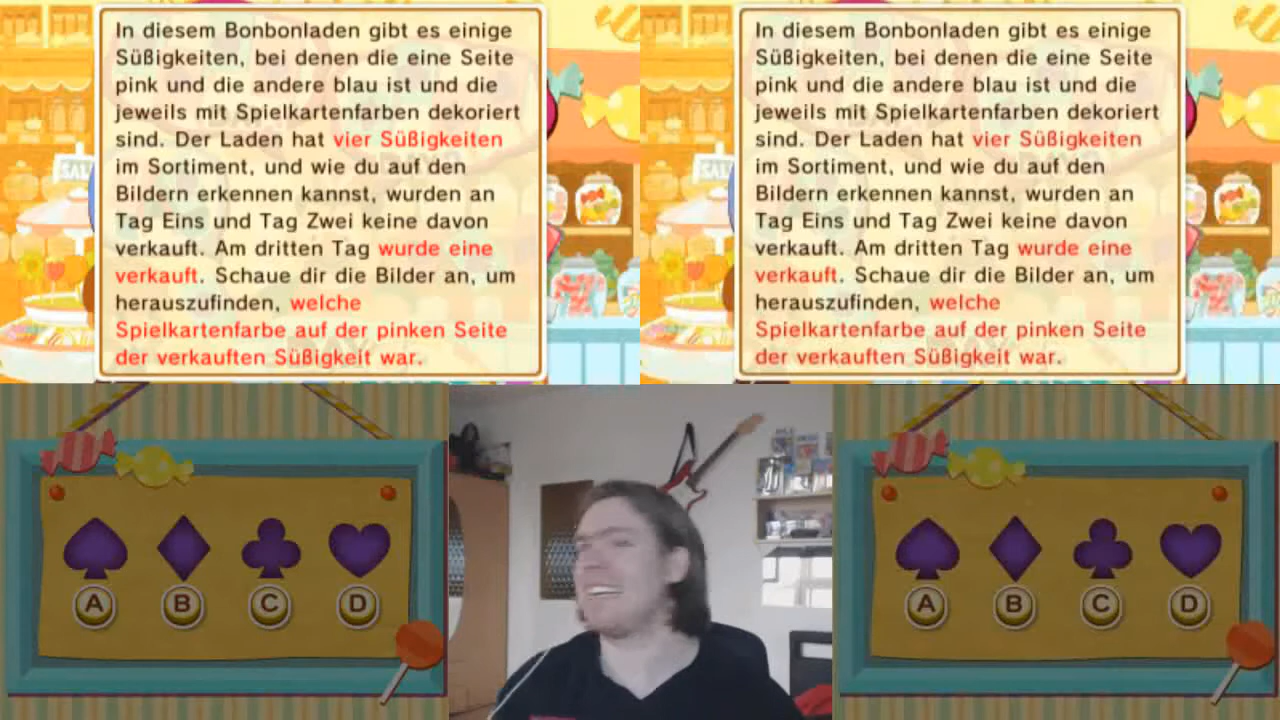 In diesem Bonbonladen gibt es einige
Süßigkeiten, bei denen die eine Seite
pink und die andere blau ist und die
jeweils mit Spielkartenfarben dekoriert
sind. Der Laden hat vier Süßigkeiten
im Sortiment, und wie du auf den
Bildern erkennen kannst, wurden an
Tag Eins und Tag Zwei keine davon
verkauft. Am dritten Tag wurde eine
verkauft. Schaue dir die Bilder an, um
herauszufinden, welche
Spielkartenfarbe auf der pinken Seite
der verkauften Süßigkeit war.
In diesem Bonbonladen gibt es einige
Süßigkeiten, bei denen die eine Seite
pink und die andere blau ist und die
jeweils mit Spielkartenfarben dekoriert
sind. Der Laden hat vier Süßigkeiten
im Sortiment, und wie du auf den
Bildern erkennen kannst, wurden an
Tag Eins und Tag Zwei keine davon
verkauft. Am dritten Tag wurde eine
verkauft. Schaue dir die Bilder an, um
herauszufinden, welche
Spielkartenfarbe auf der pinken Seite
der verkauften Süßigkeit war.
A B C D
A B C D